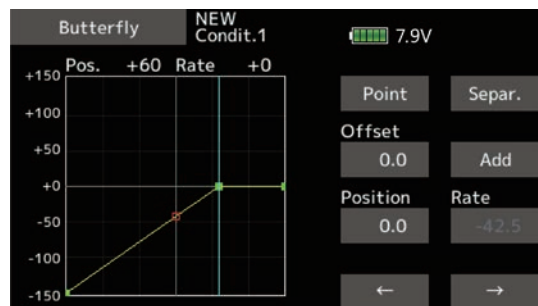 Butterfly
NEW
Condit.1
7.9V
Pos. +60 Rate +0
+150
+100
+50
+0
-50
-100
-150
Point Separ.
Offset
0.0 Add
Position Rate
0.0 -42.5
← →